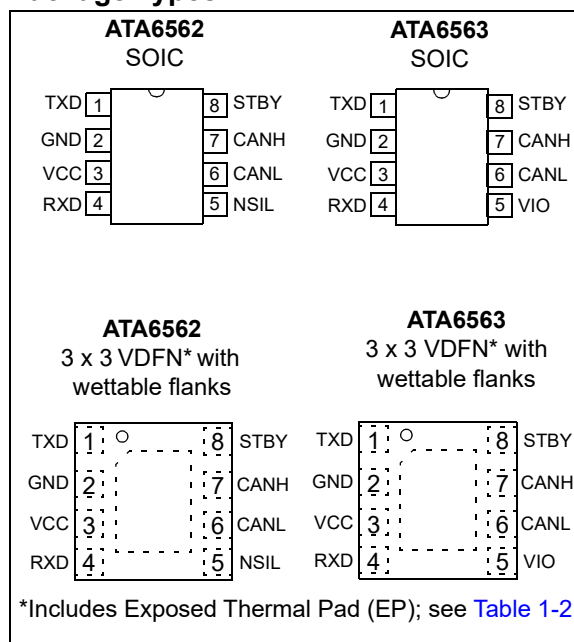 ATA6562
SOIC
TXD 1 8 STBY
GND 2 7 CANH
VCC 3 6 CANL
RXD 4 5 NSIL
ATA6563
SOIC
TXD 1 8 STBY
GND 2 7 CANH
VCC 3 6 CANL
RXD 4 5 VIO
ATA6562
3 x 3 VDFN* with
wettable flanks
TXD 1 8 STBY
GND 2 7 CANH
VCC 3 6 CANL
RXD 4 5 NSIL
ATA6563
3 x 3 VDFN* with
wettable flanks
TXD 1 8 STBY
GND 2 7 CANH
VCC 3 6 CANL
RXD 4 5 VIO
*Includes Exposed Thermal Pad (EP); see Table 1-2